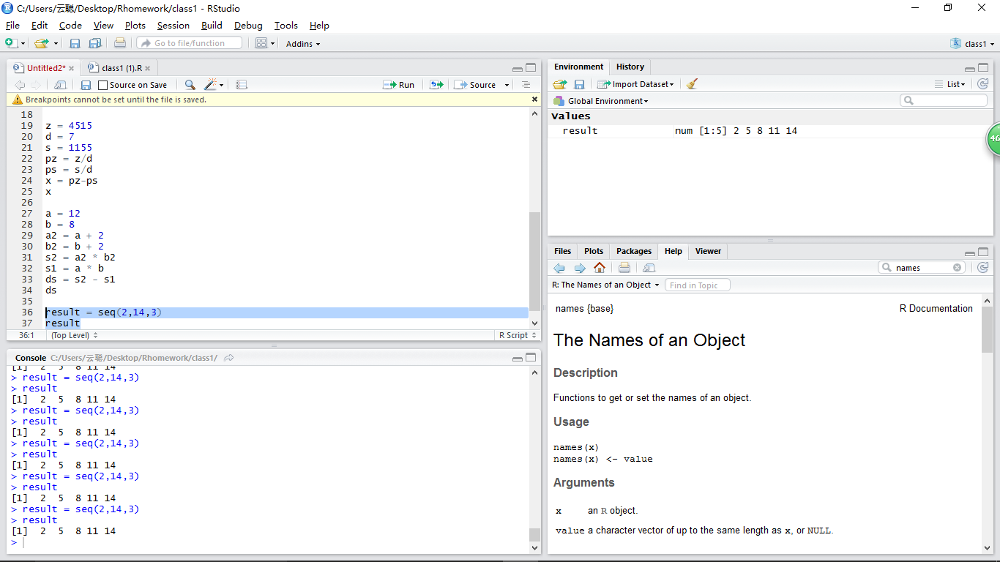 C:/Users/云聪/Desktop/Rhomework/class1 - RStudio
File Edit Code View Plots Session Build Debug Tools Help
Go to file/function Addins class1
Untitled2* class1 (1).R
Source on Save Run Source
Breakpoints cannot be set until the file is saved.
18
19 z = 4515
20 d = 7
21 s = 1155
22 pz = z/d
23 ps = s/d
24 x = pz-ps
25 x
26
27 a = 12
28 b = 8
29 a2 = a + 2
30 b2 = b + 2
31 s2 = a2 * b2
32 s1 = a * b
33 ds = s2 - s1
34 ds
35
36 result = seq(2,14,3)
37 result
36:1 (Top Level) R Script
Console C:/Users/云聪/Desktop/Rhomework/class1/
[1] 2 5 8 11 14
> result = seq(2,14,3)
> result
[1] 2 5 8 11 14
> result = seq(2,14,3)
> result
[1] 2 5 8 11 14
> result = seq(2,14,3)
> result
[1] 2 5 8 11 14
> result = seq(2,14,3)
> result
[1] 2 5 8 11 14
> result = seq(2,14,3)
> result
[1] 2 5 8 11 14
>
Environment History
Import Dataset List
Global Environment
Values
result num [1:5] 2 5 8 11 14
46
Files Plots Packages Help Viewer
names
R: The Names of an Object Find in Topic
names {base} R Documentation
The Names of an Object
Description
Functions to get or set the names of an object.
Usage
names(x)
names(x) <- value
Arguments
x an R object.
value a character vector of up to the same length as x, or NULL.